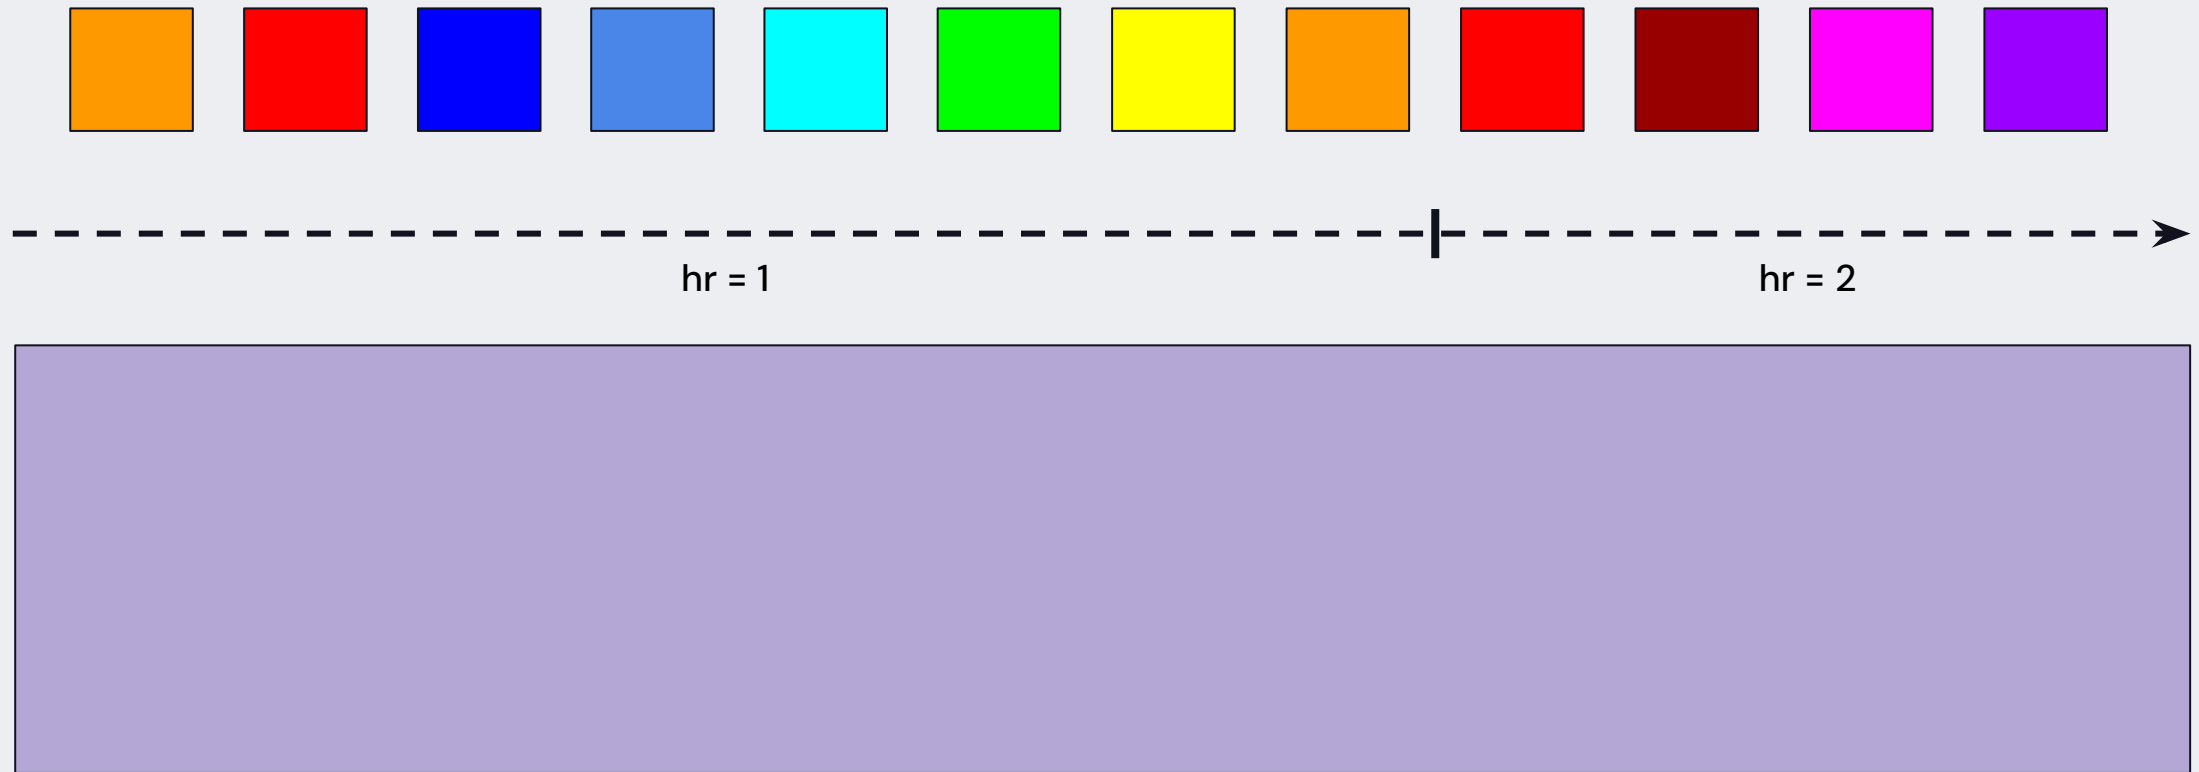 hr = 1
hr = 2